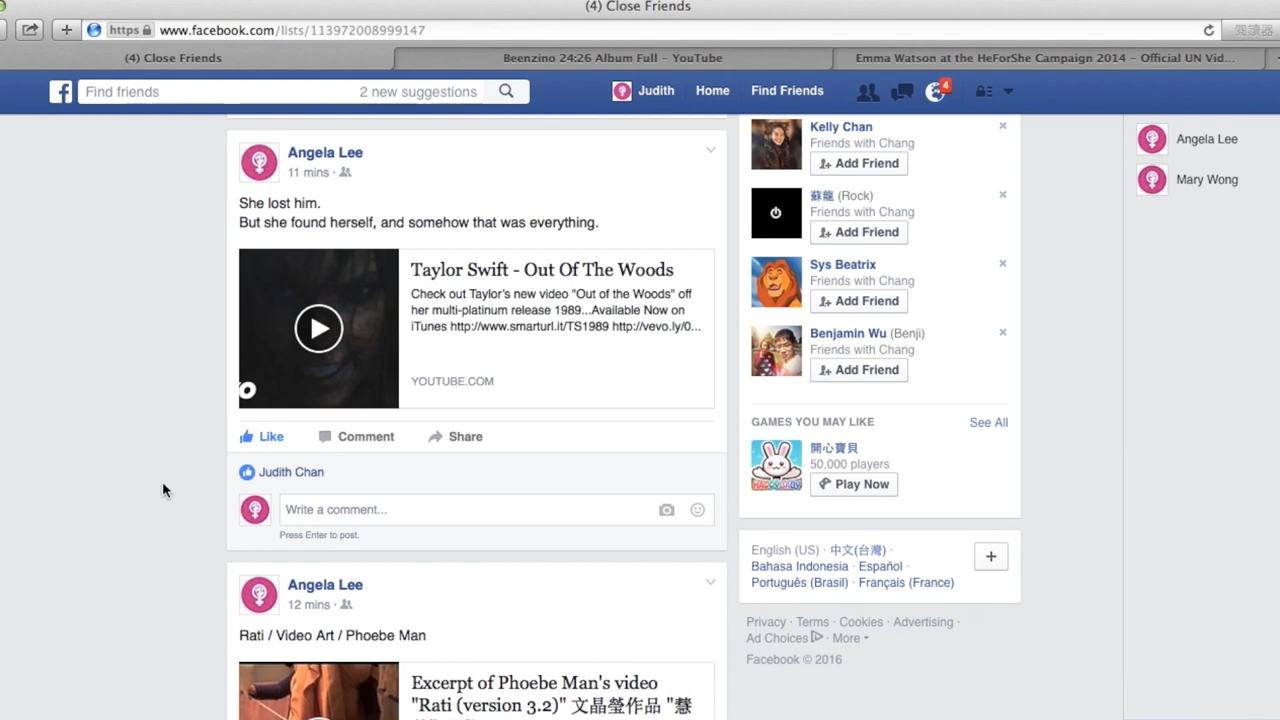 (4) Close Friends
https www.facebook.com/lists/113972008999147
閱讀器
(4) Close Friends
Beenzino 24:26 Album Full – YouTube
Emma Watson at the HeForShe Campaign 2014 – Official UN Vid...
Find friends
2 new suggestions
Judith
Home
Find Friends
4
Angela Lee
11 mins ·
She lost him.
But she found herself, and somehow that was everything.
Taylor Swift - Out Of The Woods
Check out Taylor's new video "Out of the Woods" off
her multi-platinum release 1989...Available Now on
iTunes http://www.smarturl.it/TS1989 http://vevo.ly/0...
YOUTUBE.COM
Like
Comment
Share
Judith Chan
Write a comment...
Press Enter to post.
Angela Lee
12 mins ·
Rati / Video Art / Phoebe Man
Excerpt of Phoebe Man's video
"Rati (version 3.2)" 文晶瑩作品 "慧
Kelly Chan
Friends with Chang
Add Friend
蘇龍 (Rock)
Friends with Chang
Add Friend
Sys Beatrix
Friends with Chang
Add Friend
Benjamin Wu (Benji)
Friends with Chang
Add Friend
GAMES YOU MAY LIKE
See All
開心寶貝
50,000 players
Play Now
English (US) · 中文(台灣) ·
Bahasa Indonesia · Español ·
Português (Brasil) · Français (France)
Privacy · Terms · Cookies · Advertising ·
Ad Choices · More
Facebook © 2016
Angela Lee
Mary Wong